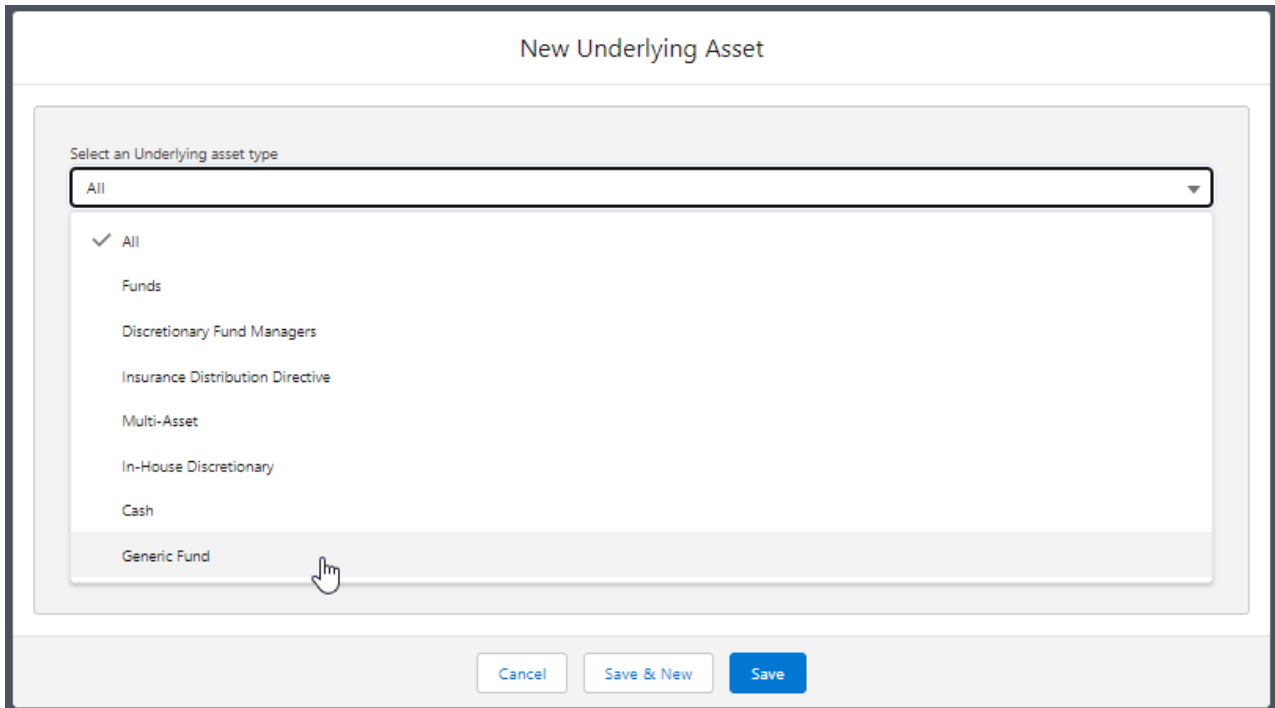 New Underlying Asset
Select an Underlying asset type
All
All
Funds
Discretionary Fund Managers
Insurance Distribution Directive
Multi-Asset
In-House Discretionary
Cash
Generic Fund
Cancel
Save & New
Save